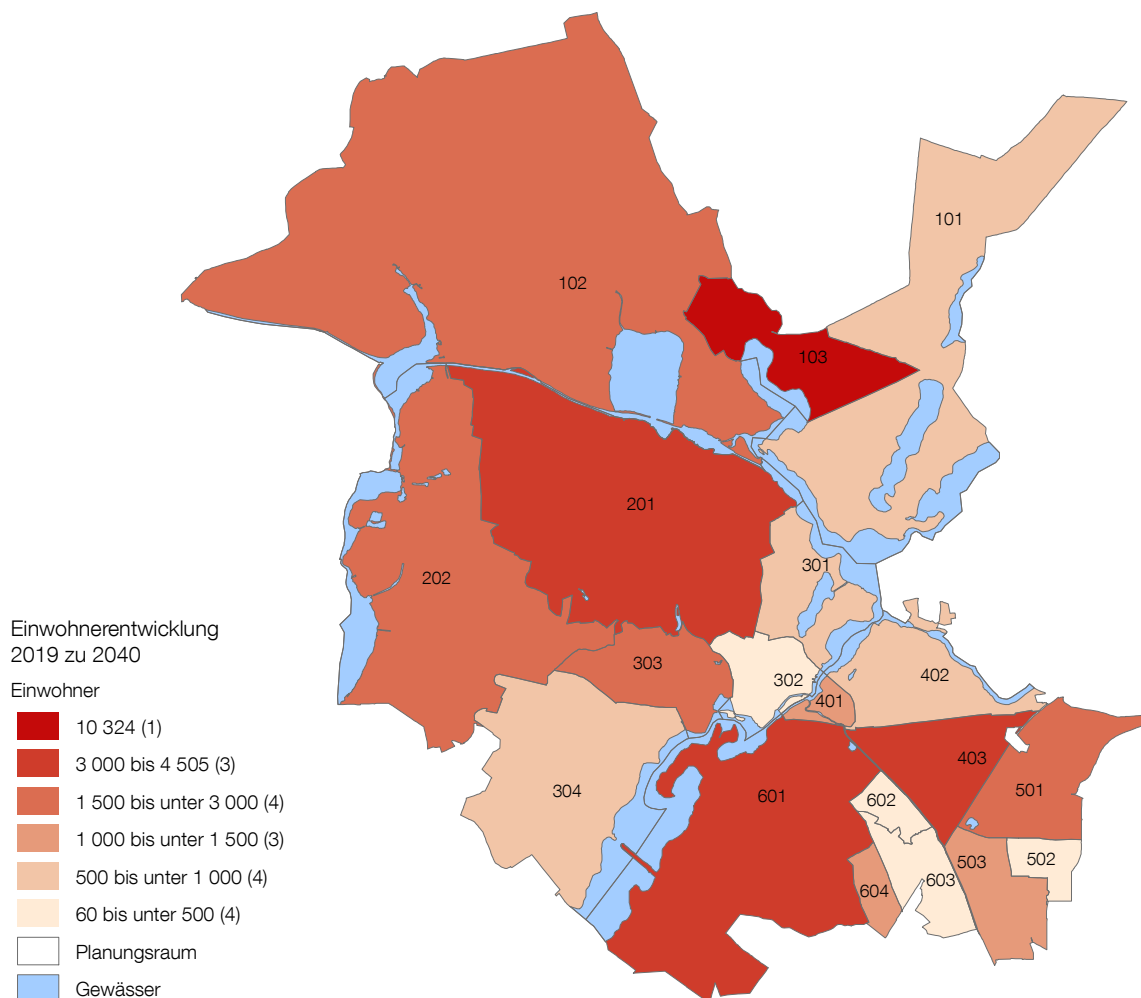 101
102
103
201
301
202
303
302
402
401
403
304
601
501
602
502
503
603
604
Einwohnerentwicklung
2019 zu 2040
Einwohner
10 324 (1)
3 000 bis 4 505 (3)
1 500 bis unter 3 000 (4)
1 000 bis unter 1 500 (3)
500 bis unter 1 000 (4)
60 bis unter 500 (4)
Planungsraum
Gewässer